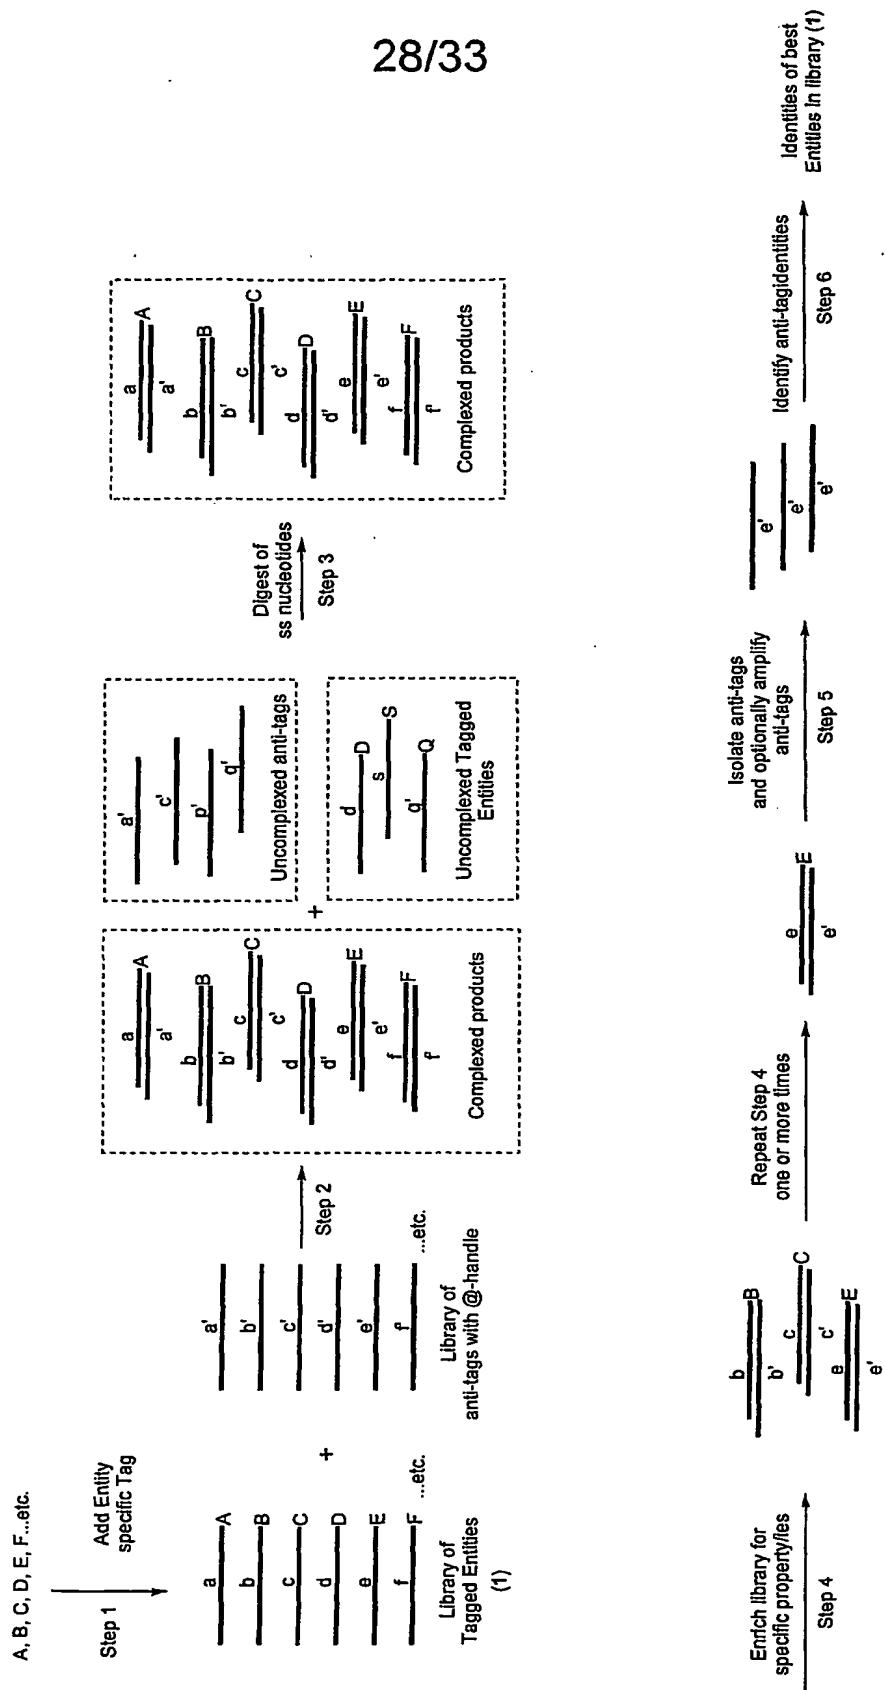 28/33
A, B, C, D, E, F...etc.
Step 1
Add Entity
specific Tag
a
A
b
B
c
C
d
D
e
E
f
F
...etc.
Library of
Tagged Entities
(1)
+
a'
b'
c'
d'
e'
f'
...etc.
Library of
anti-tags with @-handle
Step 2
a
A
a'
b
B
b'
c
C
c'
d
D
d'
e
E
e'
f
F
f'
Complexed products
+
a'
c'
p'
q'
Uncomplexed anti-tags
d
D
s
S
q'
Q
Uncomplexed Tagged
Entities
Digest of
ss nucleotides
Step 3
a
A
a'
b
B
b'
c
C
c'
d
D
d'
e
E
e'
f
F
f'
Complexed products
Enrich library for
specific property/ies
Step 4
b
B
b'
c
C
c'
e
E
e'
Repeat Step 4
one or more times
e
E
e'
Isolate anti-tags
and optionally amplify
anti-tags
Step 5
e'
e'
e'
Identify anti-tagidentities
Step 6
Identities of best
Entities in library (1)